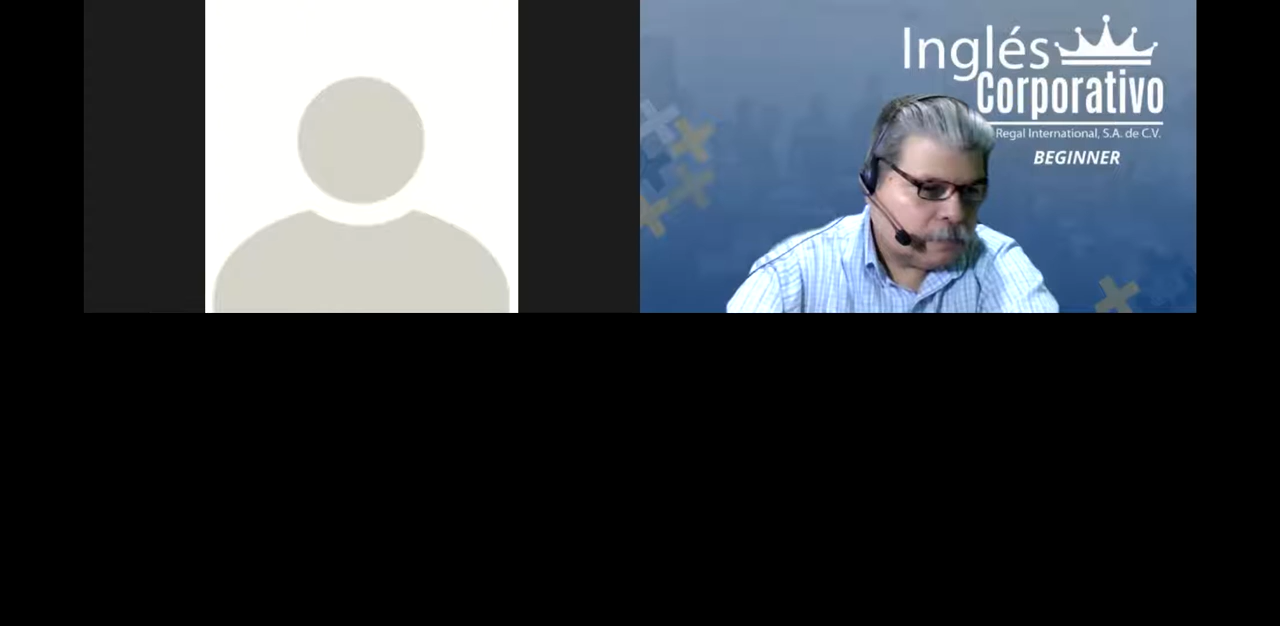 Inglés
Corporativo
Regal International, S.A. de C.V.
BEGINNER